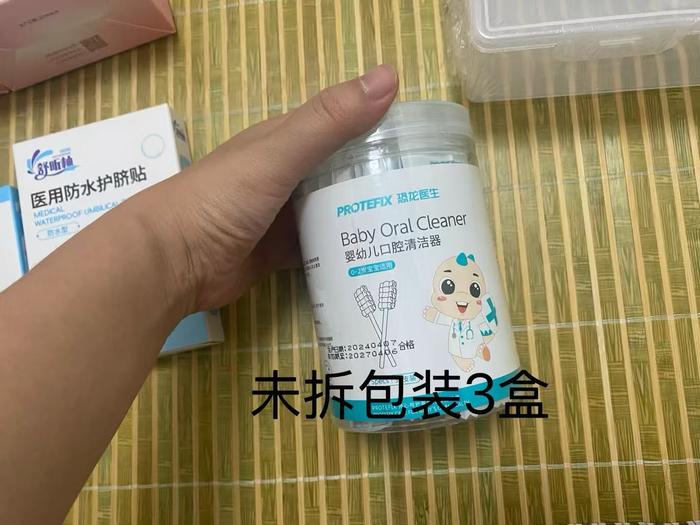 舒昕柚
医用防水护脐贴
MEDICAL
WATERPROOF UMBILICAL
防水型
PROTEFIX 恐龙医生
Baby Oral Cleaner
婴幼儿口腔清洁器
0-2岁宝宝适用
20240407 合格
20270406
未拆包装3盒